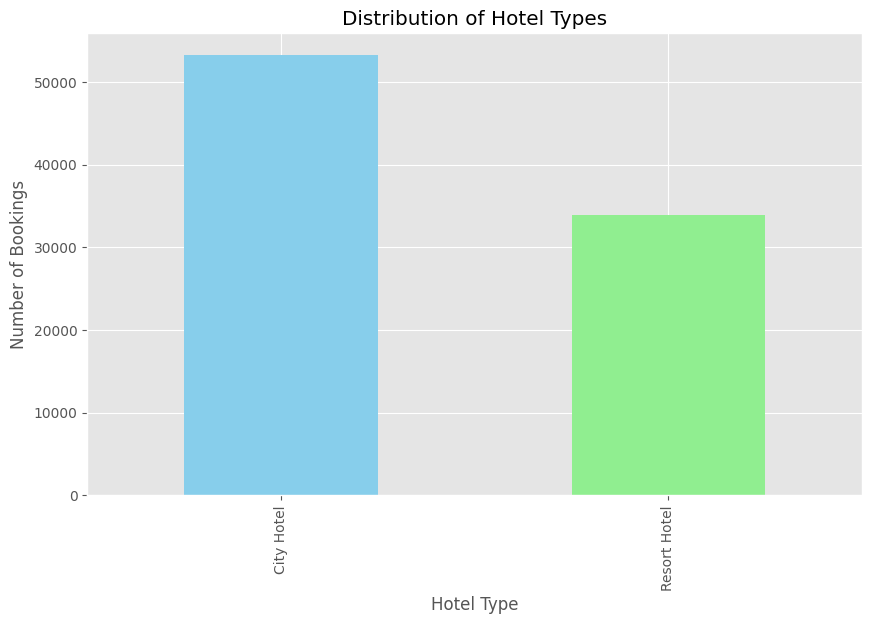 Distribution of Hotel Types
Number of Bookings
50000
40000
30000
20000
10000
0
City Hotel
Resort Hotel
Hotel Type